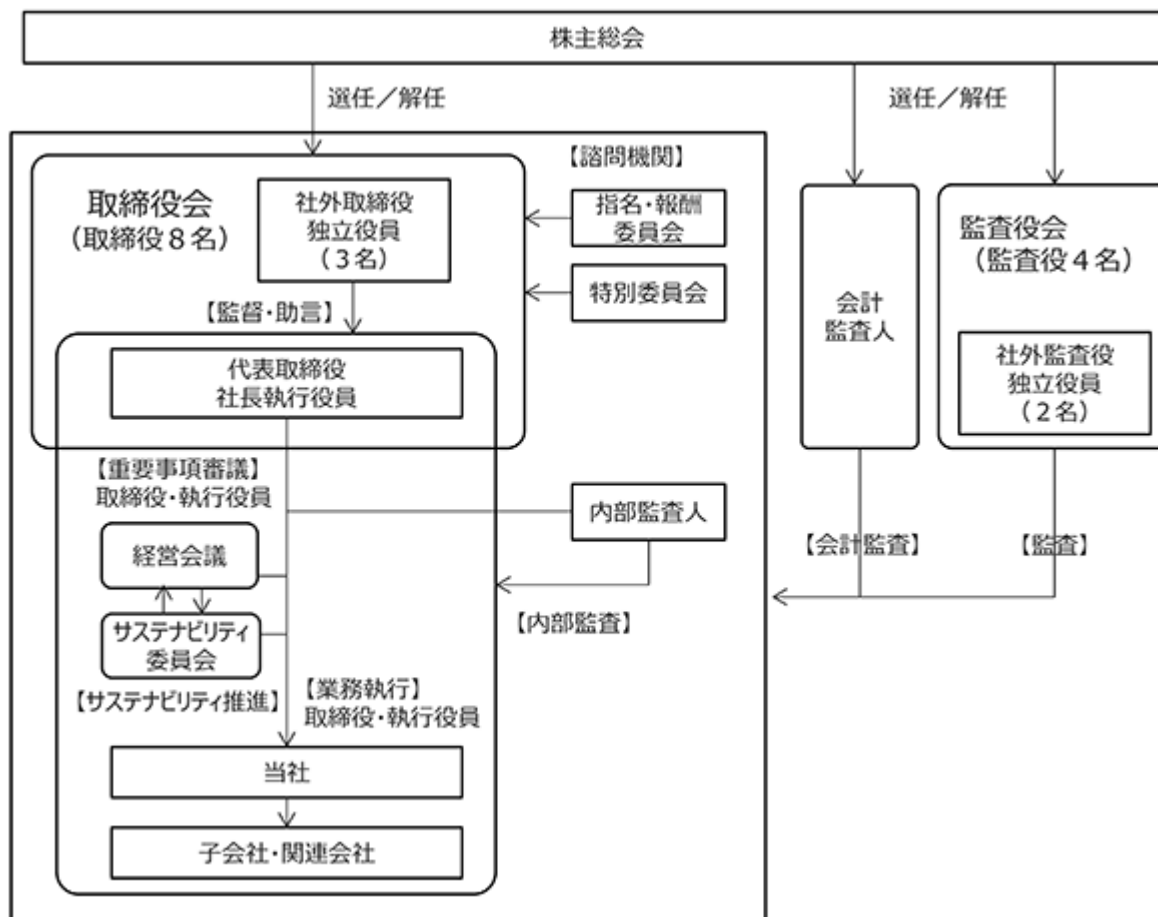 株主総会
選任／解任
選任／解任
【諮問機関】
取締役会
（取締役８名）
社外取締役
独立役員
（３名）
指名・報酬
委員会
特別委員会
【監督・助言】
代表取締役
社長執行役員
会計
監査人
監査役会
（監査役４名）
社外監査役
独立役員
（２名）
【重要事項審議】
取締役・執行役員
内部監査人
経営会議
【会計監査】
【監査】
サステナビリティ
委員会
【内部監査】
【サステナビリティ推進】
【業務執行】
取締役・執行役員
当社
子会社・関連会社